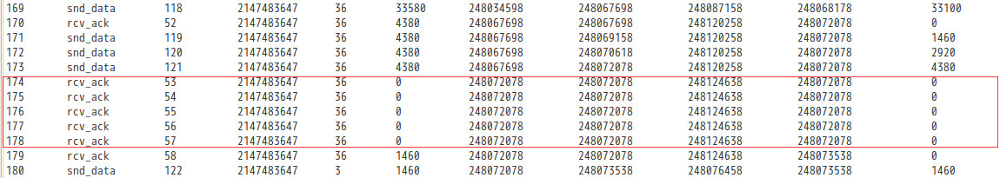 169 snd_data 118 2147483647 36 33580 248034598 248067698 248087158 248068178 33100
170 rcv_ack 52 2147483647 36 4380 248067698 248067698 248120258 248072078 0
171 snd_data 119 2147483647 36 4380 248067698 248069158 248120258 248072078 1460
172 snd_data 120 2147483647 36 4380 248067698 248070618 248120258 248072078 2920
173 snd_data 121 2147483647 36 4380 248067698 248072078 248120258 248072078 4380
174 rcv_ack 53 2147483647 36 0 248072078 248072078 248124638 248072078 0
175 rcv_ack 54 2147483647 36 0 248072078 248072078 248124638 248072078 0
176 rcv_ack 55 2147483647 36 0 248072078 248072078 248124638 248072078 0
177 rcv_ack 56 2147483647 36 0 248072078 248072078 248124638 248072078 0
178 rcv_ack 57 2147483647 36 0 248072078 248072078 248124638 248072078 0
179 rcv_ack 58 2147483647 36 1460 248072078 248072078 248124638 248073538 0
180 snd_data 122 2147483647 3 1460 248072078 248073538 248076458 248073538 1460